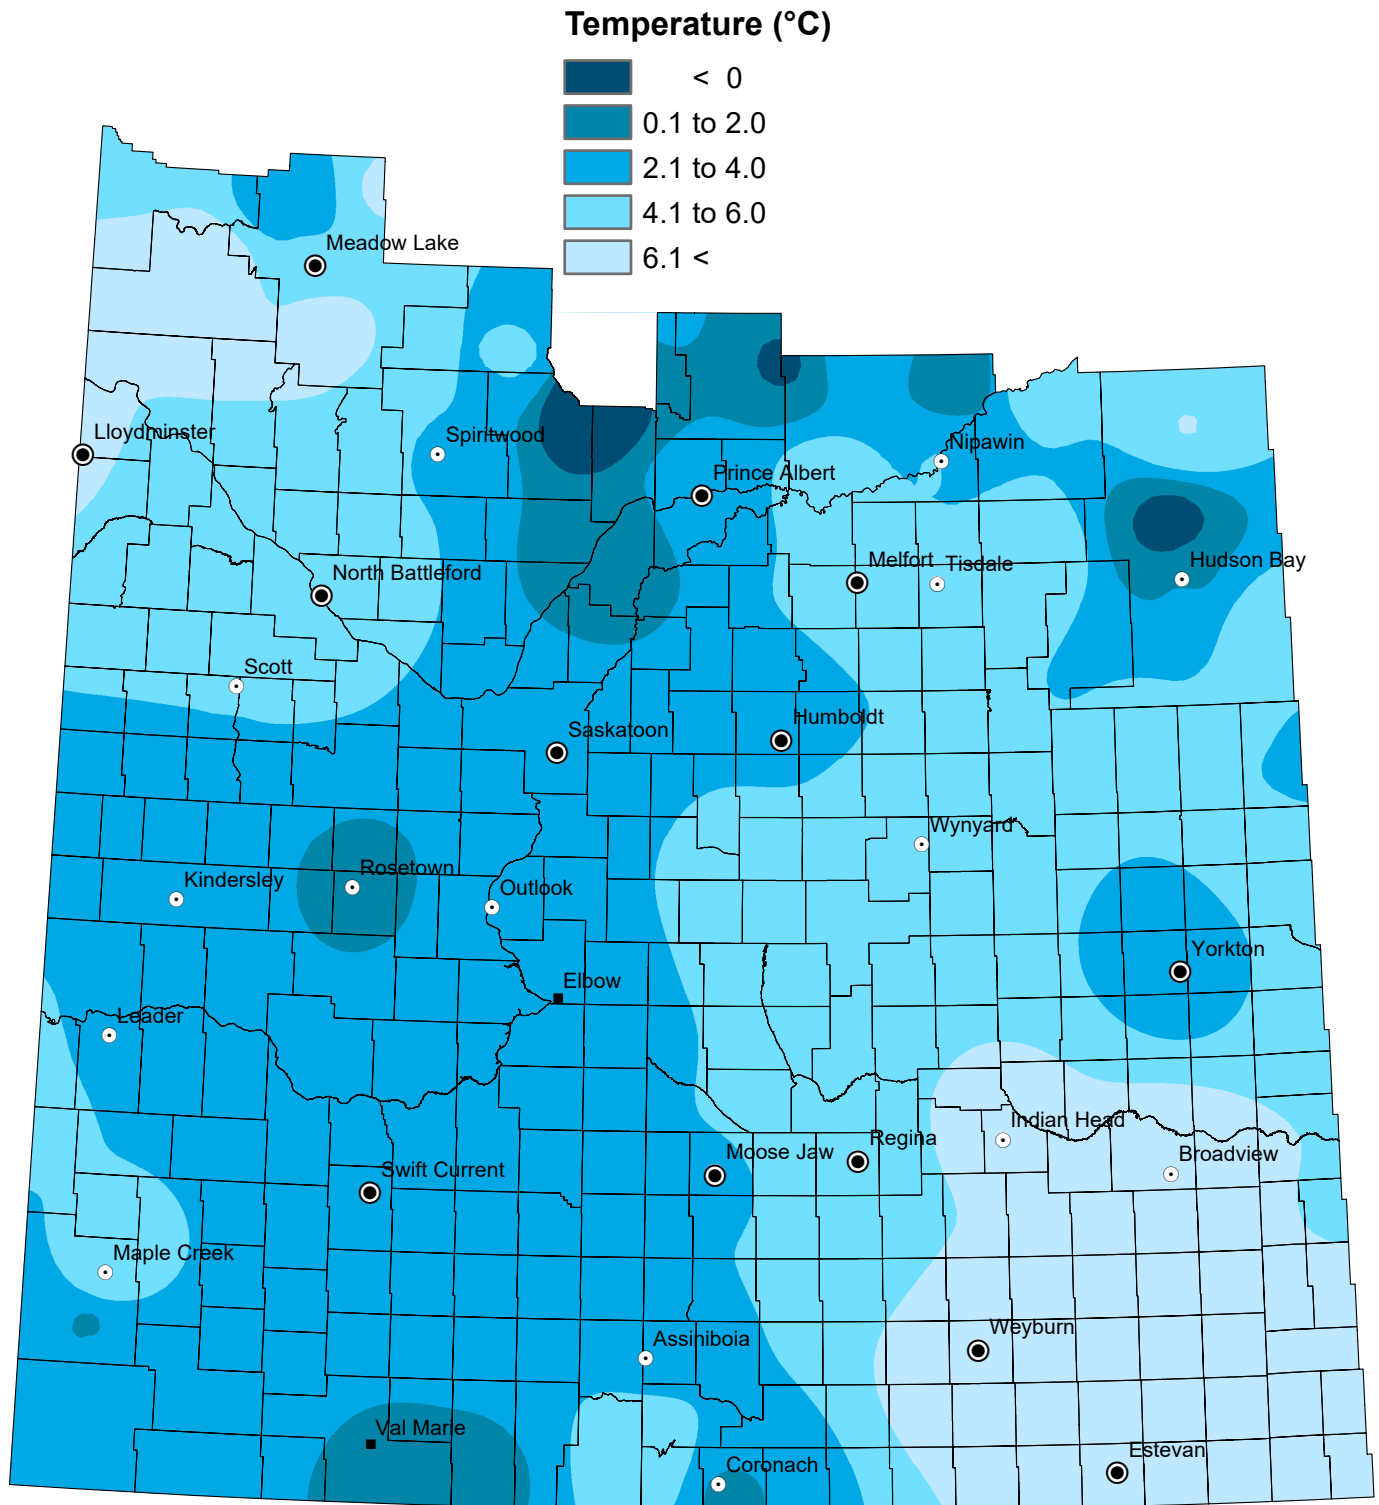 Temperature (°C)
< 0
0.1 to 2.0
2.1 to 4.0
4.1 to 6.0
6.1 <
Meadow Lake
Lloydminster
Spiritwood
Nipawin
Prince Albert
Melfort
Tisdale
Hudson Bay
North Battleford
Scott
Humboldt
Saskatoon
Wynyard
Rosetown
Kindersley
Outlook
Yorkton
Elbow
Leader
Indian Head
Regina
Moose Jaw
Broadview
Swift Current
Maple Creek
Weyburn
Assiniboia
Val Marie
Estevan
Coronach